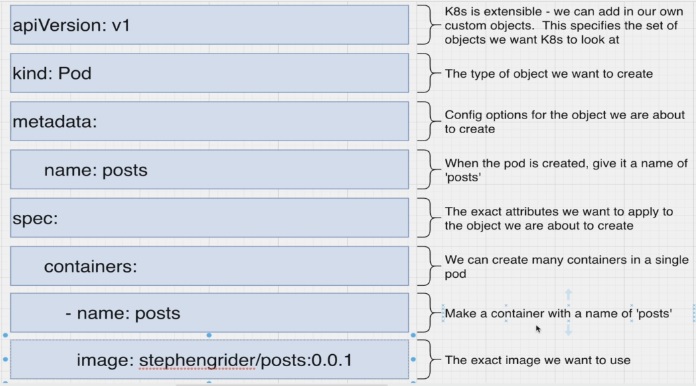 apiVersion: v1
K8s is extensible - we can add in our own
custom objects. This specifies the set of
objects we want K8s to look at
kind: Pod
The type of object we want to create
metadata:
Config options for the object we are about
to create
name: posts
When the pod is created, give it a name of
'posts'
spec:
The exact attributes we want to apply to
the object we are about to create
containers:
We can create many containers in a single
pod
- name: posts
Make a container with a name of 'posts'
image: stephengrider/posts:0.0.1
The exact image we want to use